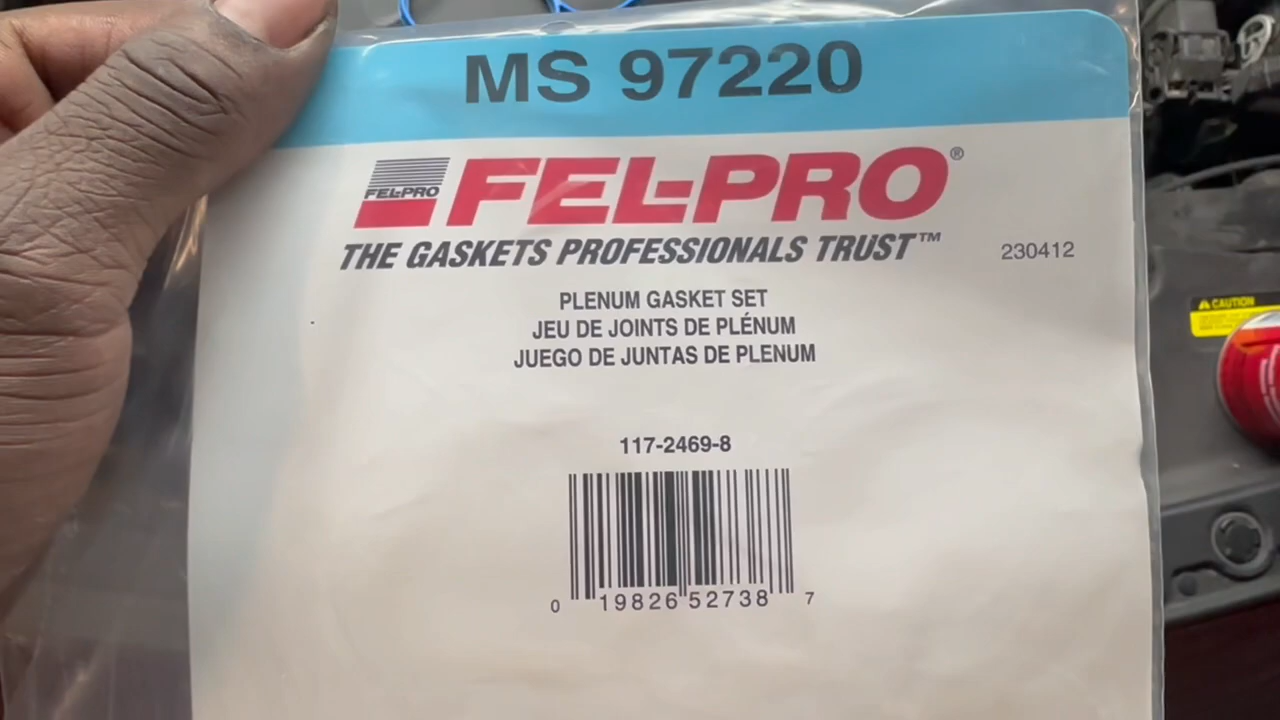 MS 97220
FEL-PRO
FEL-PRO®
THE GASKETS PROFESSIONALS TRUST™
230412
PLENUM GASKET SET
JEU DE JOINTS DE PLÉNUM
JUEGO DE JUNTAS DE PLENUM
117-2469-8
0 19826 52738 7
CAUTION